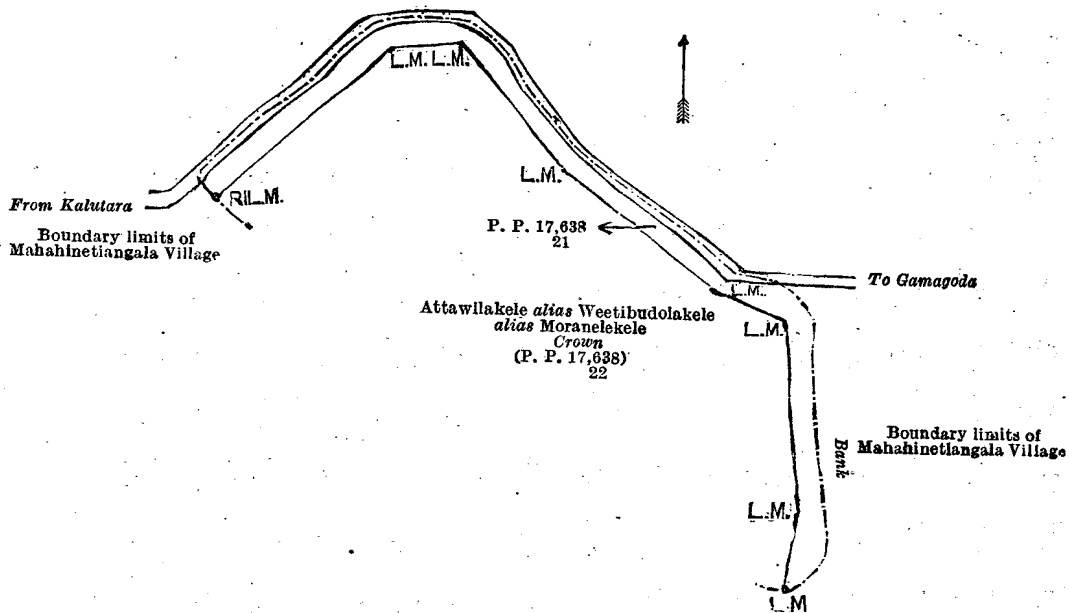 L.M. L.M.
L.M.
RIL.M.
From Kalutara
Boundary limits of
Mahahinetiangala Village
P. P. 17,638
21
To Gamagoda
L.M.
Attawilakele alias Weetibudolakele
alias Moranelekele
Crown
(P. P. 17,638)
22
L.M.
Bank
Boundary limits of
Mahahinetiangala Village
L.M.
L.M